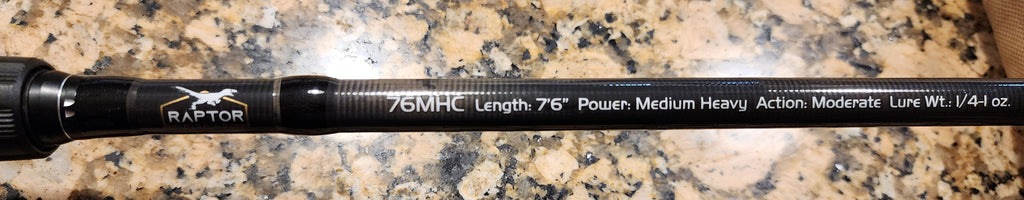 RAPTOR
76MHC Length: 7'6" Power: Medium Heavy Action: Moderate Lure Wt.: 1/4-1 oz.